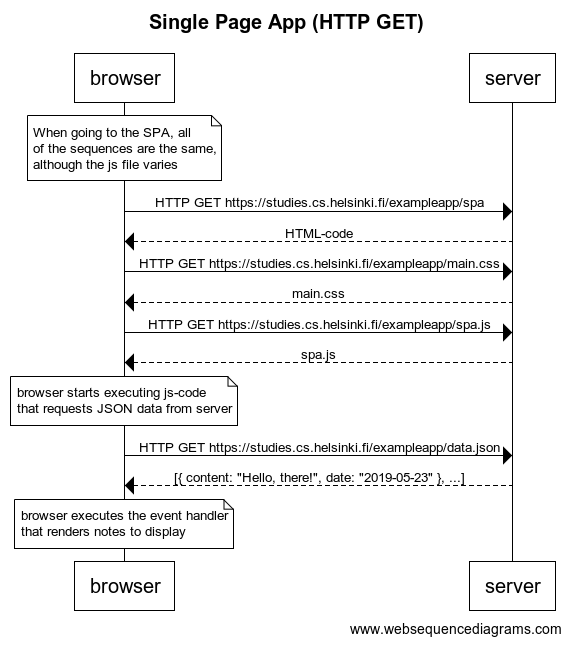 Single Page App (HTTP GET)
browser
server
When going to the SPA, all
of the sequences are the same,
although the js file varies
HTTP GET https://studies.cs.helsinki.fi/exampleapp/spa
HTML-code
HTTP GET https://studies.cs.helsinki.fi/exampleapp/main.css
main.css
HTTP GET https://studies.cs.helsinki.fi/exampleapp/spa.js
spa.js
browser starts executing js-code
that requests JSON data from server
HTTP GET https://studies.cs.helsinki.fi/exampleapp/data.json
[{ content: "Hello, there!", date: "2019-05-23" }, ...]
browser executes the event handler
that renders notes to display
browser
server
www.websequencediagrams.com